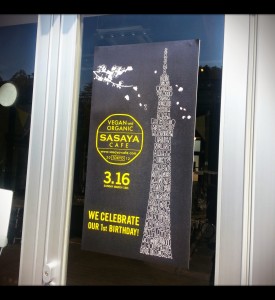 VEGAN and
ORGANIC
SASAYA
CAFE
3.16
WE CELEBRATE
OUR 1st BIRTHDAY!